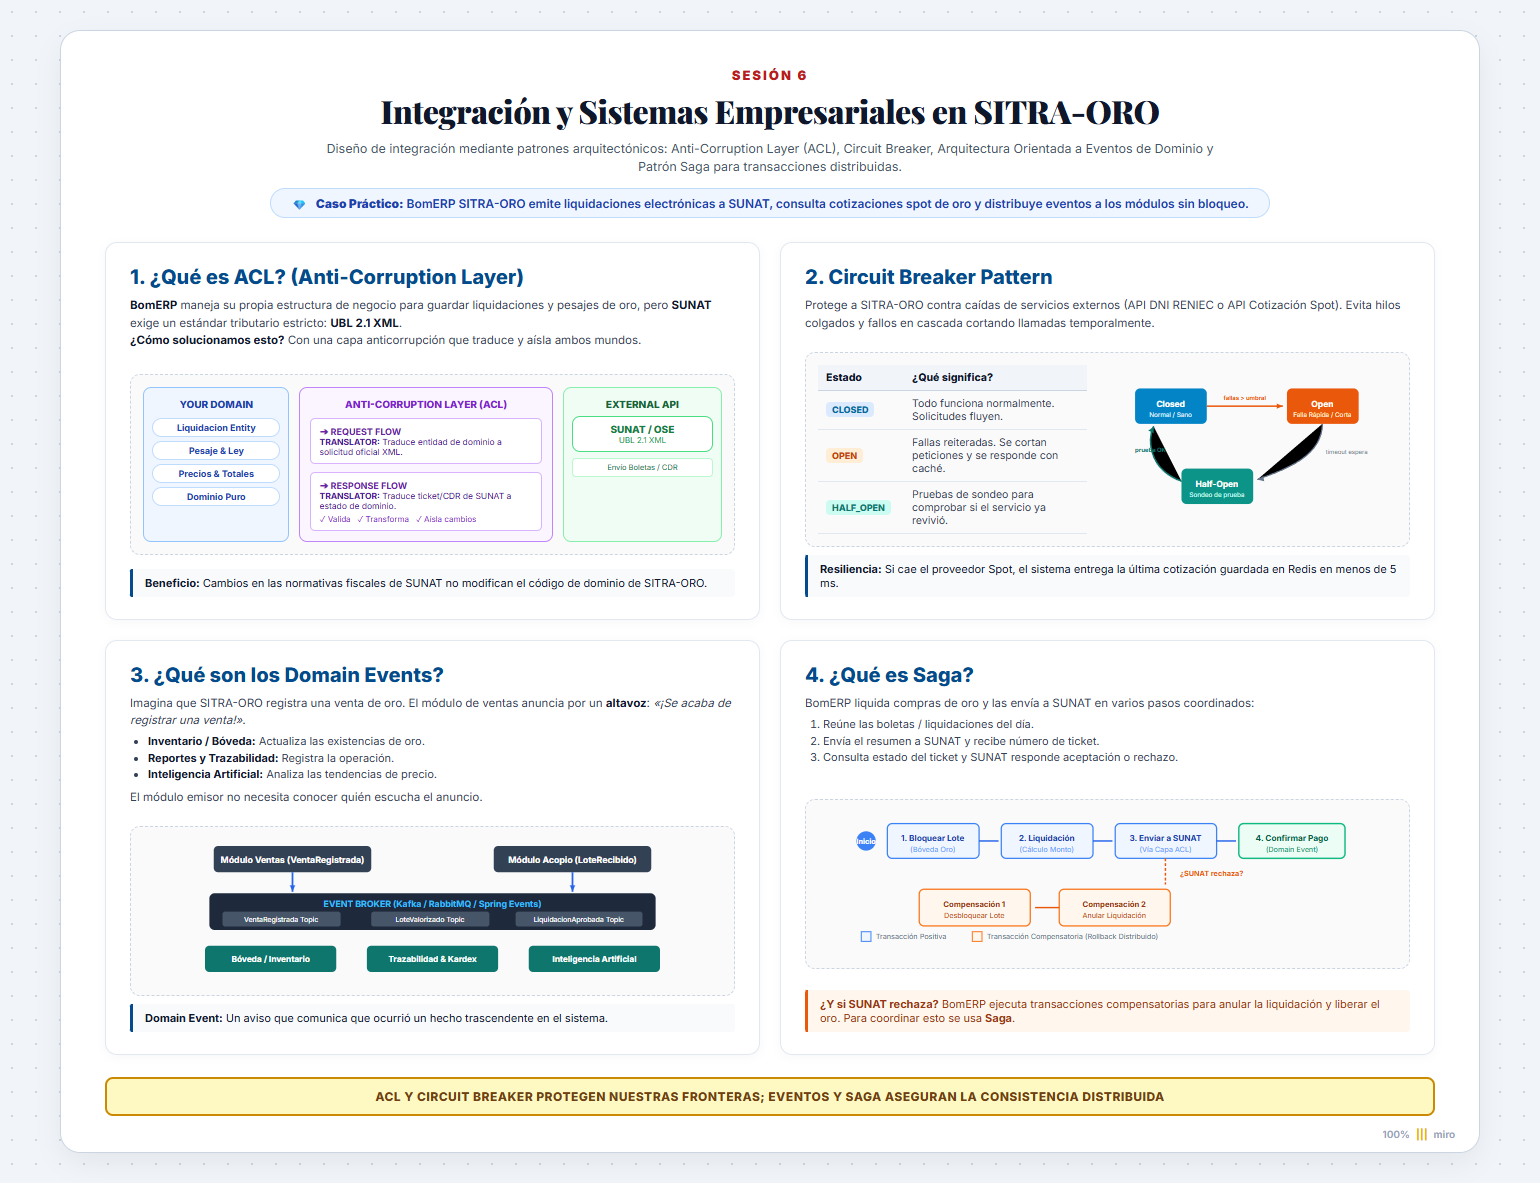 SESIÓN 6
Integración y Sistemas Empresariales en SITRA-ORO
Diseño de integración mediante patrones arquitectónicos: Anti-Corruption Layer (ACL), Circuit Breaker, Arquitectura Orientada a Eventos de Dominio y
Patrón Saga para transacciones distribuidas.
Caso Práctico: BomERP SITRA-ORO emite liquidaciones electrónicas a SUNAT, consulta cotizaciones spot de oro y distribuye eventos a los módulos sin bloqueo.
1. ¿Qué es ACL? (Anti-Corruption Layer)
BomERP maneja su propia estructura de negocio para guardar liquidaciones y pesajes de oro, pero SUNAT
exige un estándar tributario estricto: UBL 2.1 XML.
¿Cómo solucionamos esto? Con una capa anticorrupción que traduce y aísla ambos mundos.
YOUR DOMAIN
Liquidacion Entity
Pesaje & Ley
Precios & Totales
Dominio Puro
ANTI-CORRUPTION LAYER (ACL)
➔ REQUEST FLOW
TRANSLATOR: Traduce entidad de dominio a
solicitud oficial XML.
➔ RESPONSE FLOW
TRANSLATOR: Traduce ticket/CDR de SUNAT a
estado de dominio.
✓ Valida ✓ Transforma ✓ Aísla cambios
EXTERNAL API
SUNAT / OSE
UBL 2.1 XML
Envío Boletas / CDR
Beneficio: Cambios en las normativas fiscales de SUNAT no modifican el código de dominio de SITRA-ORO.
2. Circuit Breaker Pattern
Protege a SITRA-ORO contra caídas de servicios externos (API DNI RENIEC o API Cotización Spot). Evita hilos
colgados y fallos en cascada cortando llamadas temporalmente.
Estado ¿Qué significa?
CLOSED Todo funciona normalmente.
Solicitudes fluyen.
OPEN Fallas reiteradas. Se cortan
peticiones y se responde con
caché.
HALF_OPEN Pruebas de sondeo para
comprobar si el servicio ya
revivió.
Closed
Normal / Sano
fallas > umbral
Open
Falla Rápida / Corta
prueba OK
timeout espera
Half-Open
Sondeo de prueba
Resiliencia: Si cae el proveedor Spot, el sistema entrega la última cotización guardada en Redis en menos de 5
ms.
3. ¿Qué son los Domain Events?
Imagina que SITRA-ORO registra una venta de oro. El módulo de ventas anuncia por un altavoz: «¡Se acaba de
registrar una venta!».
• Inventario / Bóveda: Actualiza las existencias de oro.
• Reportes y Trazabilidad: Registra la operación.
• Inteligencia Artificial: Analiza las tendencias de precio.
El módulo emisor no necesita conocer quién escucha el anuncio.
Módulo Ventas (VentaRegistrada)
Módulo Acopio (LoteRecibido)
EVENT BROKER (Kafka / RabbitMQ / Spring Events)
VentaRegistrada Topic
LoteValorizado Topic
LiquidacionAprobada Topic
Bóveda / Inventario
Trazabilidad & Kardex
Inteligencia Artificial
Domain Event: Un aviso que comunica que ocurrió un hecho trascendente en el sistema.
4. ¿Qué es Saga?
BomERP liquida compras de oro y las envía a SUNAT en varios pasos coordinados:
1. Reúne las boletas / liquidaciones del día.
2. Envía el resumen a SUNAT y recibe número de ticket.
3. Consulta estado del ticket y SUNAT responde aceptación o rechazo.
Inicio
1. Bloquear Lote
(Bóveda Oro)
2. Liquidación
(Cálculo Monto)
3. Enviar a SUNAT
(Vía Capa ACL)
4. Confirmar Pago
(Domain Event)
¿SUNAT rechaza?
Compensación 1
Desbloquear Lote
Compensación 2
Anular Liquidación
Transacción Positiva
Transacción Compensatoria (Rollback Distribuido)
¿Y si SUNAT rechaza? BomERP ejecuta transacciones compensatorias para anular la liquidación y liberar el
oro. Para coordinar esto se usa Saga.
ACL Y CIRCUIT BREAKER PROTEGEN NUESTRAS FRONTERAS; EVENTOS Y SAGA ASEGURAN LA CONSISTENCIA DISTRIBUIDA
100% miro